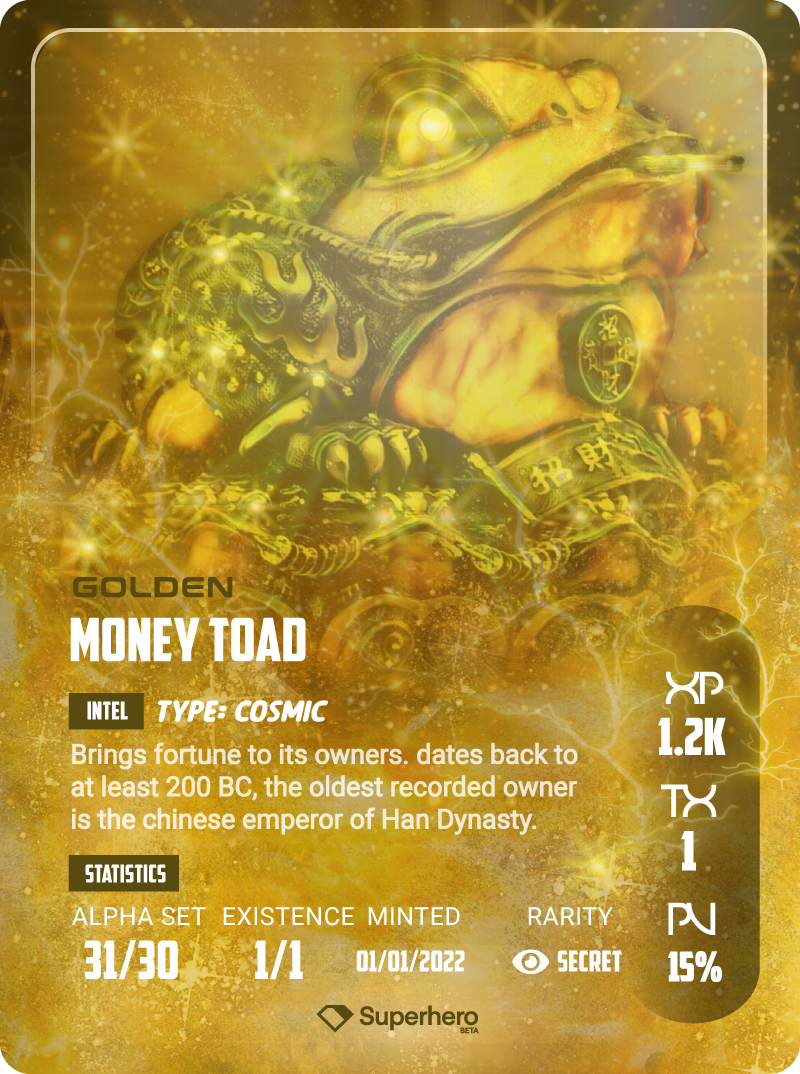 招
財
招財
GOLDEN
MONEY TOAD
INTEL TYPE: COSMIC
Brings fortune to its owners. dates back to
at least 200 BC, the oldest recorded owner
is the chinese emperor of Han Dynasty.
STATISTICS
ALPHA SET EXISTENCE MINTED RARITY
31/30 1/1 01/01/2022 SECRET
XP
1.2K
TX
1
PV
15%
Superhero
BETA